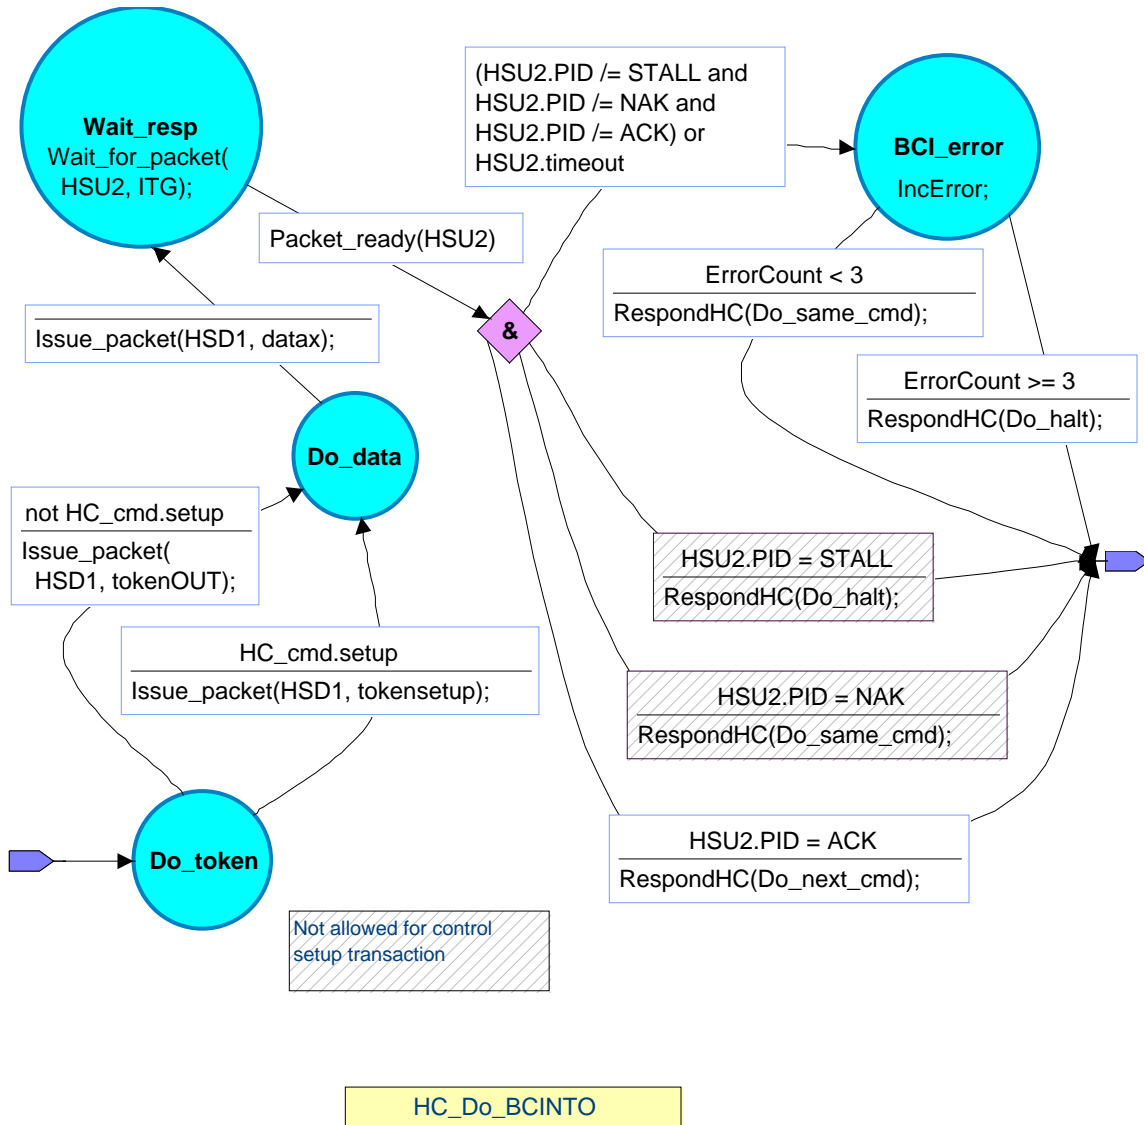 Wait_resp
Wait_for_packet(
HSU2, ITG);
(HSU2.PID /= STALL and
HSU2.PID /= NAK and
HSU2.PID /= ACK) or
HSU2.timeout
BCI_error
IncError;
Packet_ready(HSU2)
ErrorCount < 3
RespondHC(Do_same_cmd);
&
Issue_packet(HSD1, datax);
ErrorCount >= 3
RespondHC(Do_halt);
Do_data
not HC_cmd.setup
Issue_packet(
HSD1, tokenOUT);
HSU2.PID = STALL
RespondHC(Do_halt);
HC_cmd.setup
Issue_packet(HSD1, tokensetup);
HSU2.PID = NAK
RespondHC(Do_same_cmd);
Do_token
HSU2.PID = ACK
RespondHC(Do_next_cmd);
Not allowed for control
setup transaction
HC_Do_BCINTO